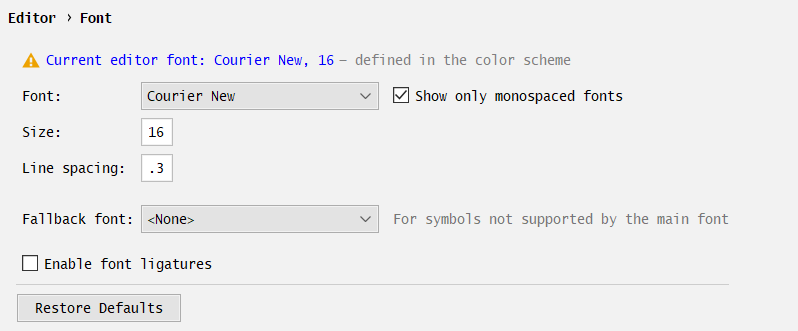 Editor › Font
Current editor font: Courier New, 16 – defined in the color scheme
Font: Courier New Show only monospaced fonts
Size: 16
Line spacing: .3
Fallback font: <None> For symbols not supported by the main font
Enable font ligatures
Restore Defaults